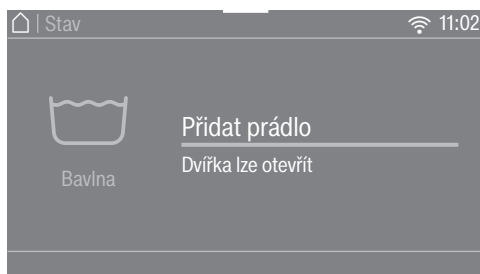 | Stav
11:02
Přidat prádlo
Dvířka lze otevřít
Bavlna